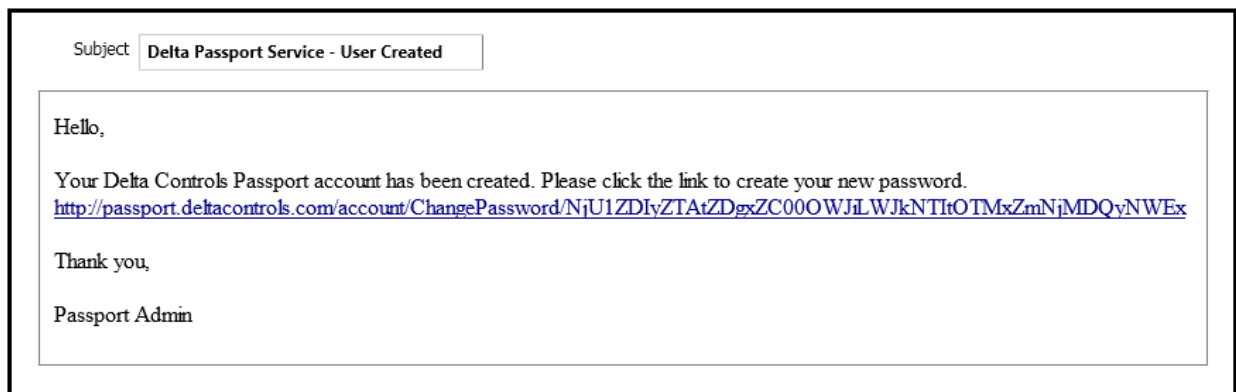 Subject Delta Passport Service - User Created
Hello,
Your Delta Controls Passport account has been created. Please click the link to create your new password.
http://passport.deltacontrols.com/account/ChangePassword/NjU1ZDIyZTAtZDgxZC00OWJiLWJkNTItOTMxZmNjMDQyNWEx
Thank you,
Passport Admin